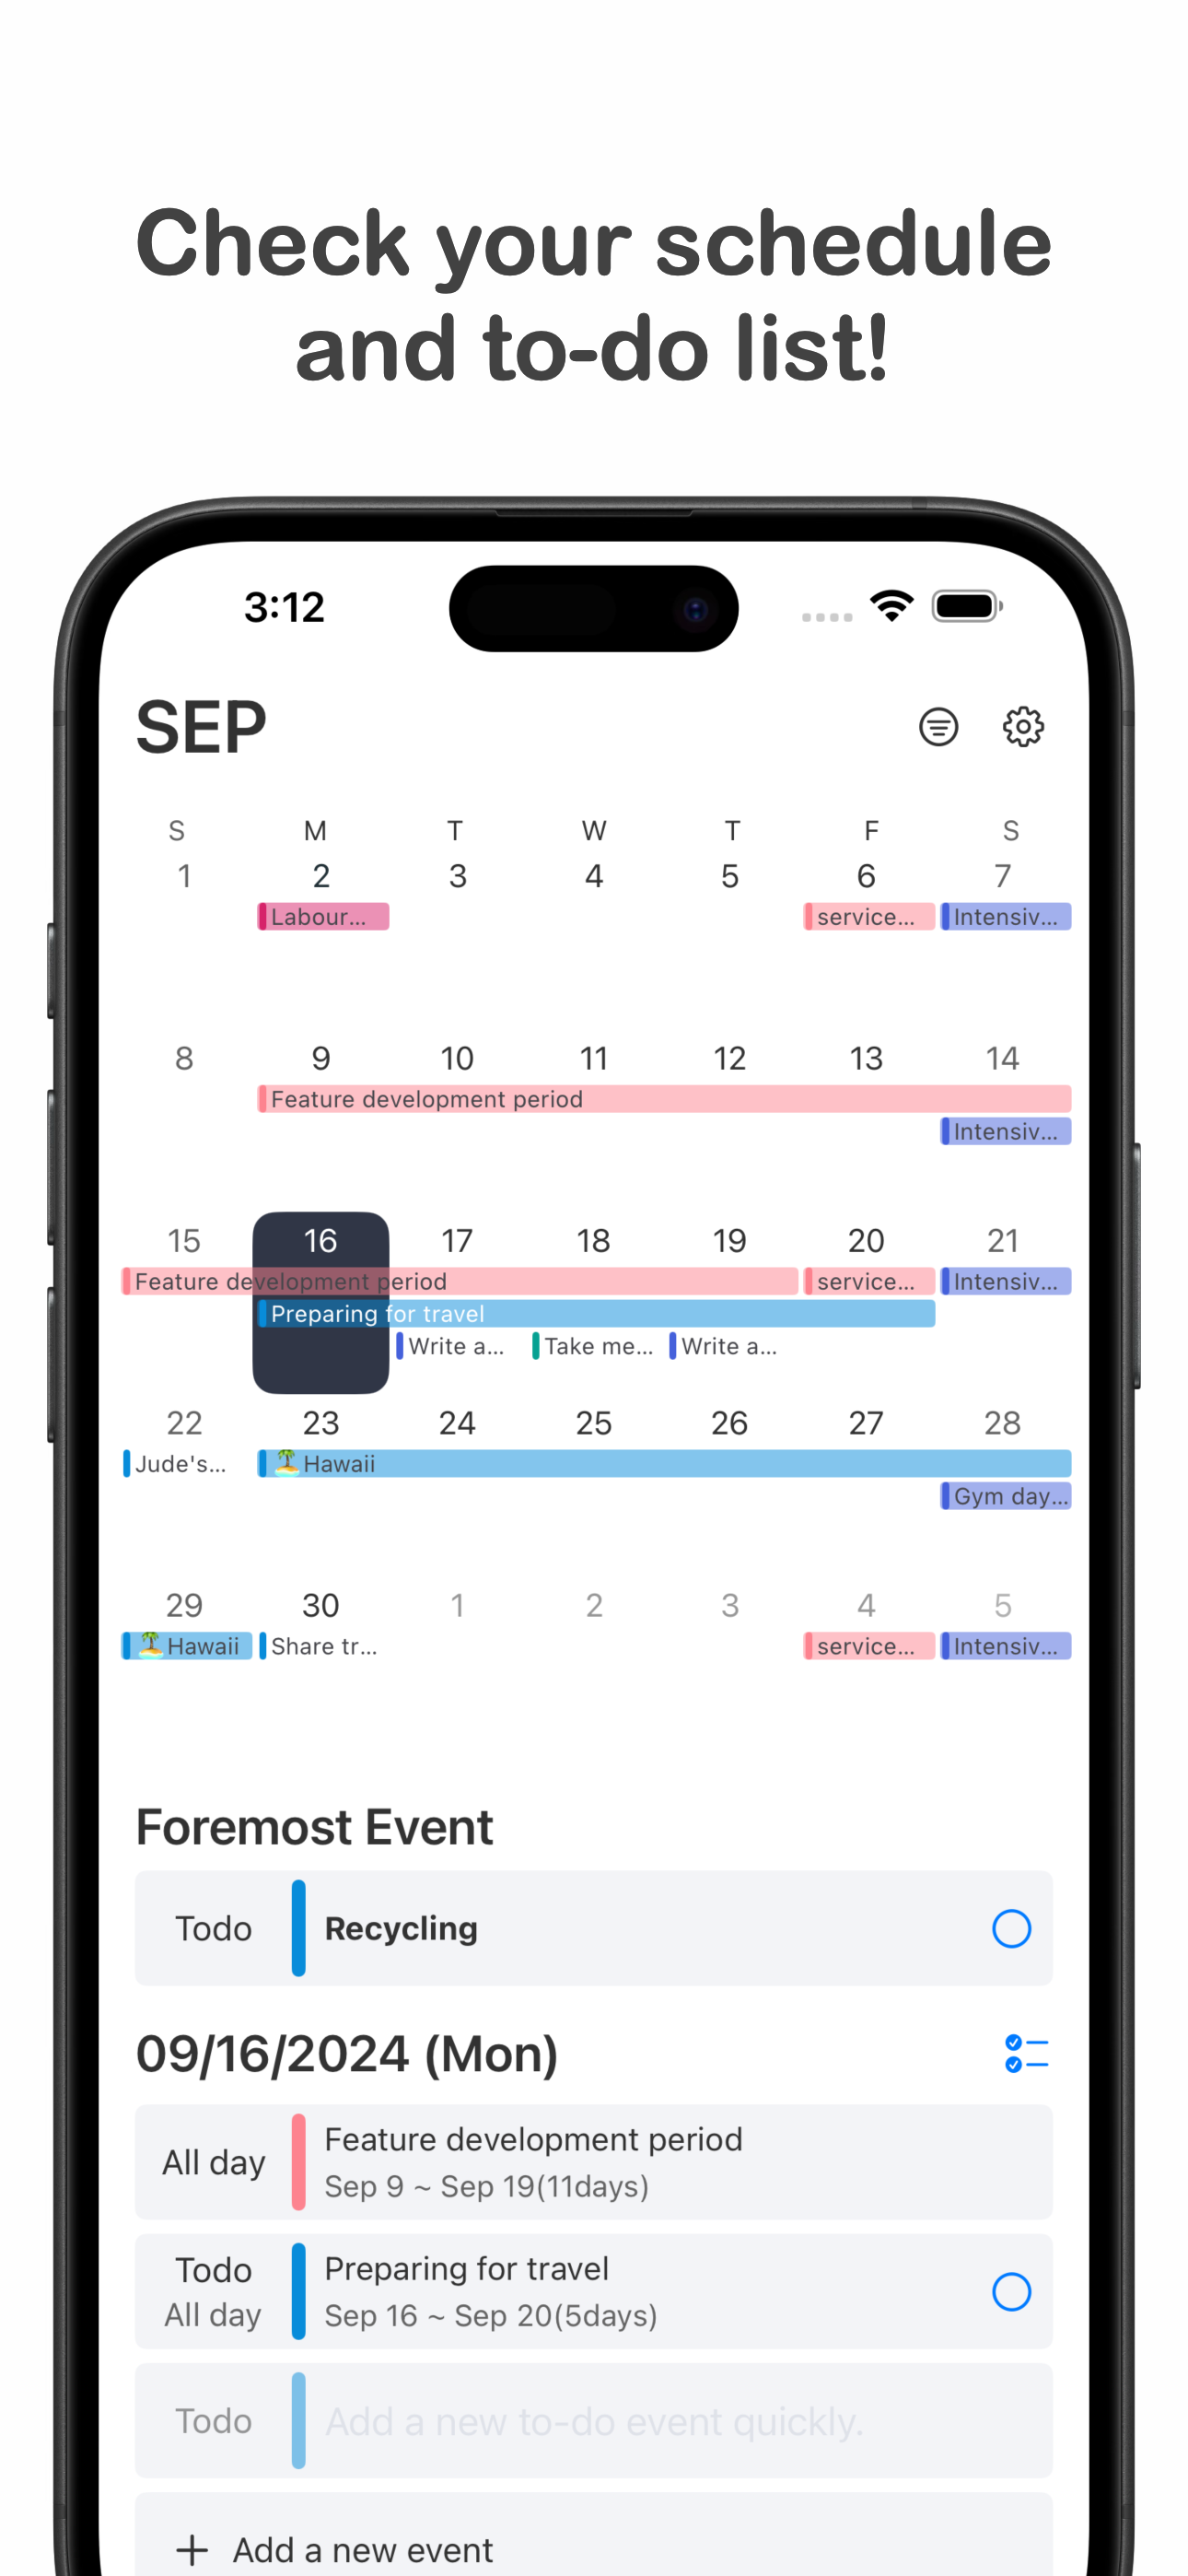 Check your schedule
and to-do list!
3:12
SEP
S M T W T F S
1 2 3 4 5 6 7
Labour... service... Intensiv...
8 9 10 11 12 13 14
Feature development period
Intensiv...
15 16 17 18 19 20 21
Feature development period service... Intensiv...
Preparing for travel
Write a... Take me... Write a...
22 23 24 25 26 27 28
Jude's... 🏝️Hawaii
Gym day...
29 30 1 2 3 4 5
🏝️Hawaii Share tr... service... Intensiv...
Foremost Event
Todo Recycling
09/16/2024 (Mon)
Feature development period
All day
Sep 9 ~ Sep 19(11days)
Todo Preparing for travel
All day Sep 16 ~ Sep 20(5days)
Todo Add a new to-do event quickly.
+ Add a new event